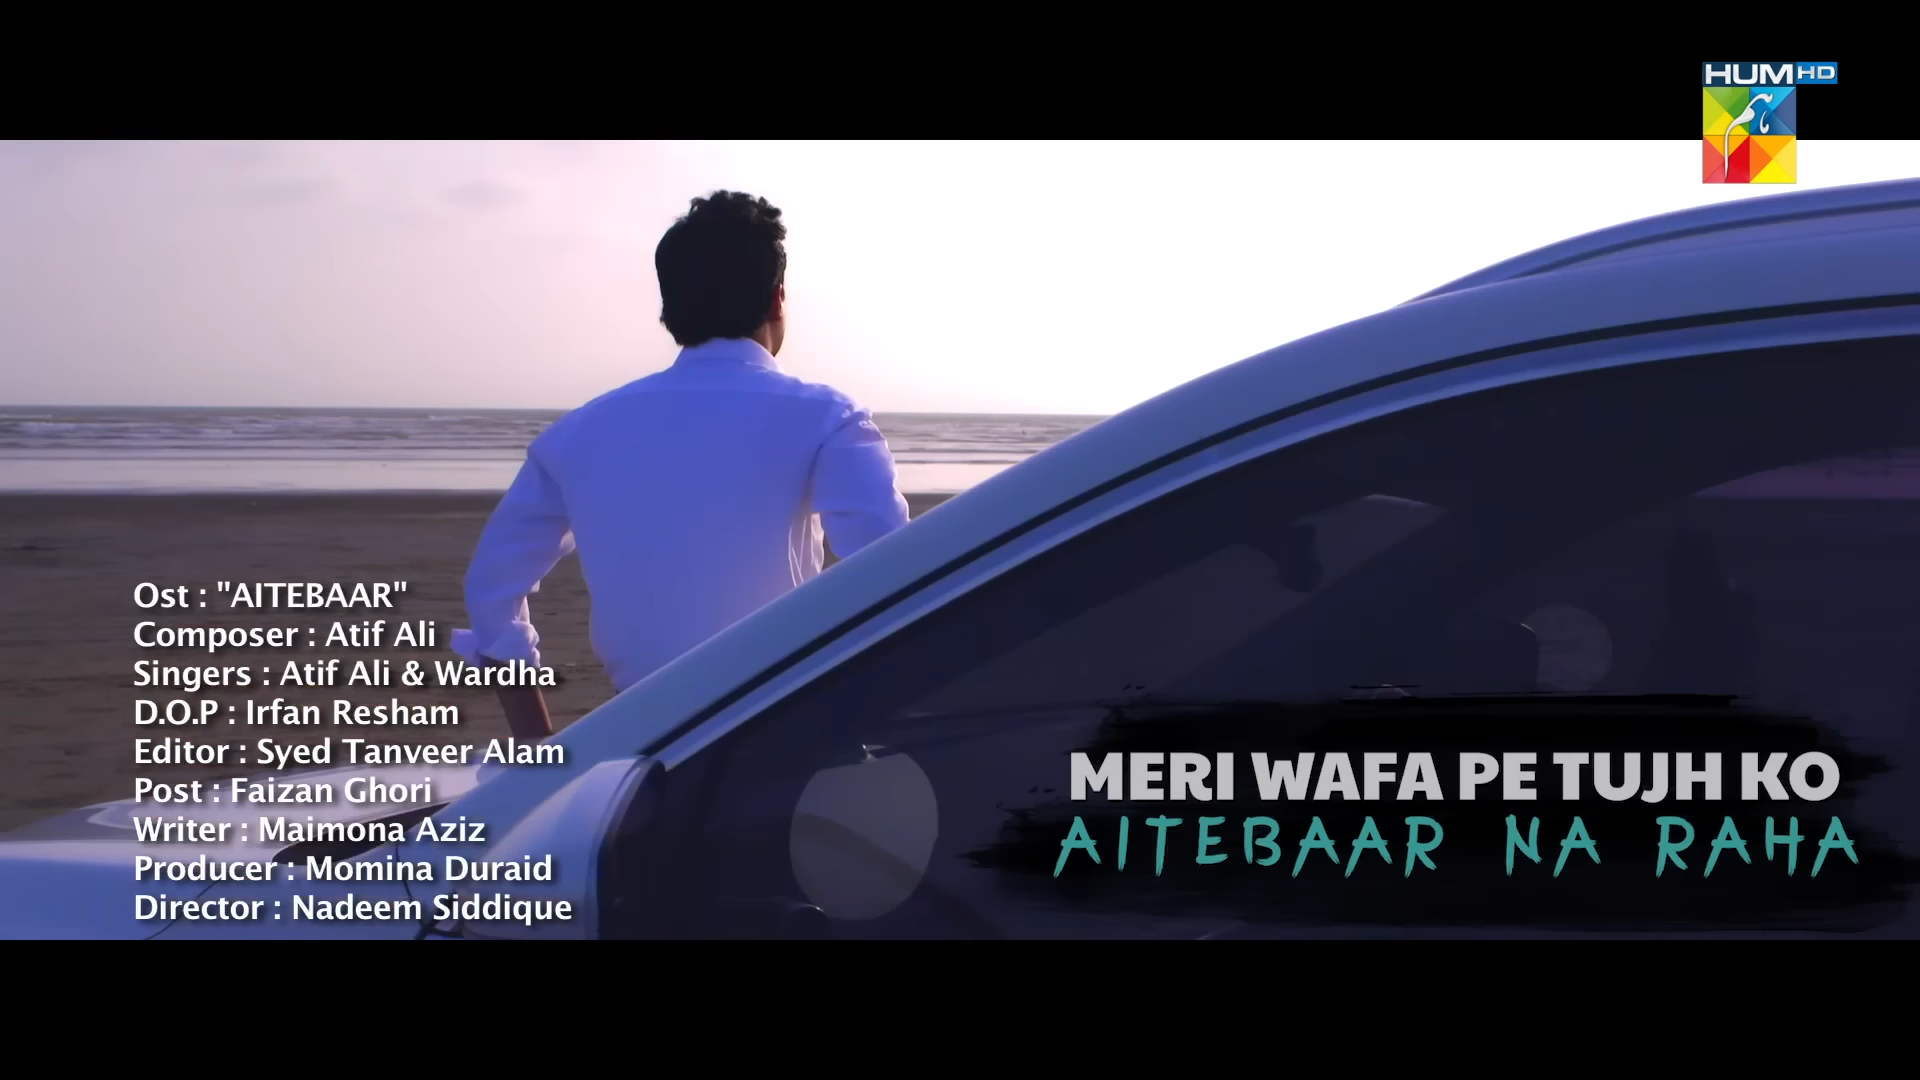 HUM HD
Ost : "AITEBAAR"
Composer : Atif Ali
Singers : Atif Ali & Wardha
D.O.P : Irfan Resham
Editor : Syed Tanveer Alam
Post : Faizan Ghori
Writer : Maimona Aziz
Producer : Momina Duraid
Director : Nadeem Siddique
MERI WAFA PE TUJH KO
AITEBAAR NA RAHA